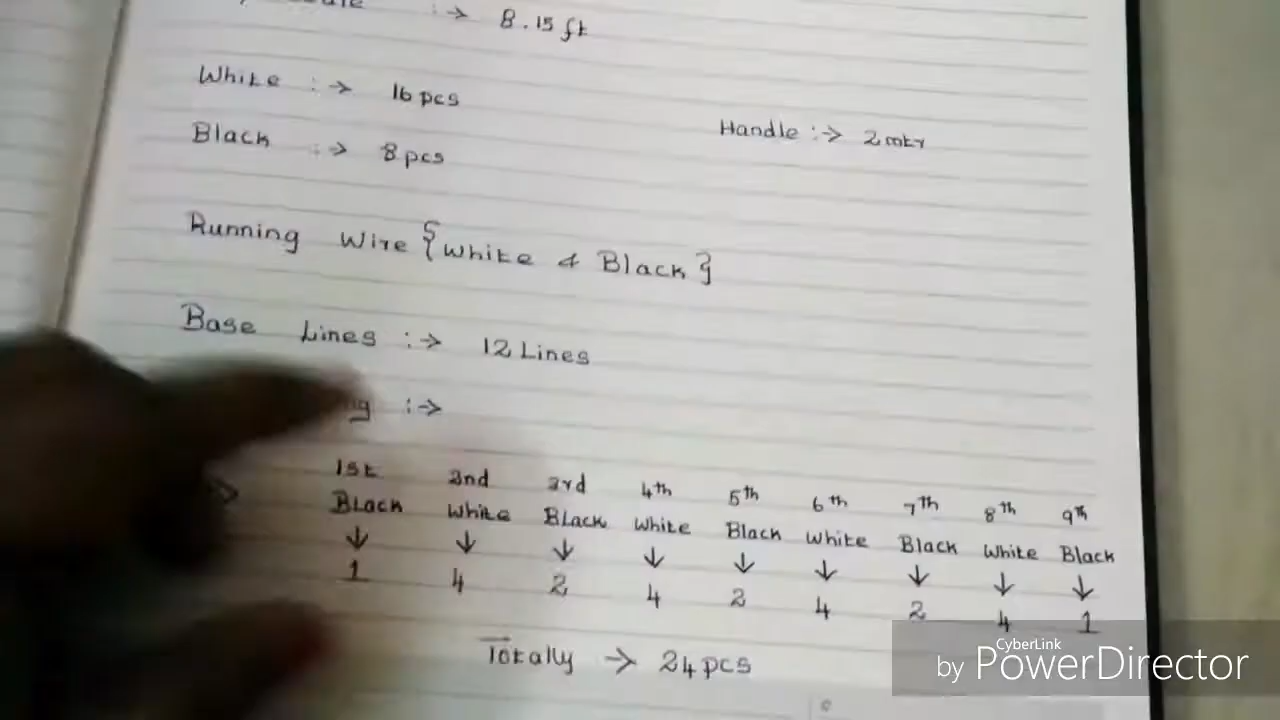 :→ 8.15 ft
White :→ 16 pcs
Handle :→ 2 mtr
Black :→ 8 pcs
Running Wire {White & Black}
Base Lines :→ 12 Lines
:→
1st 2nd 3rd 4th 5th 6th 7th 8th 9th
Black White Black White Black White Black White Black
↓ ↓ ↓ ↓ ↓ ↓ ↓ ↓ ↓
1 4 2 4 2 4 2 4 1
Totally → 24 pcs
CyberLink
by PowerDirector